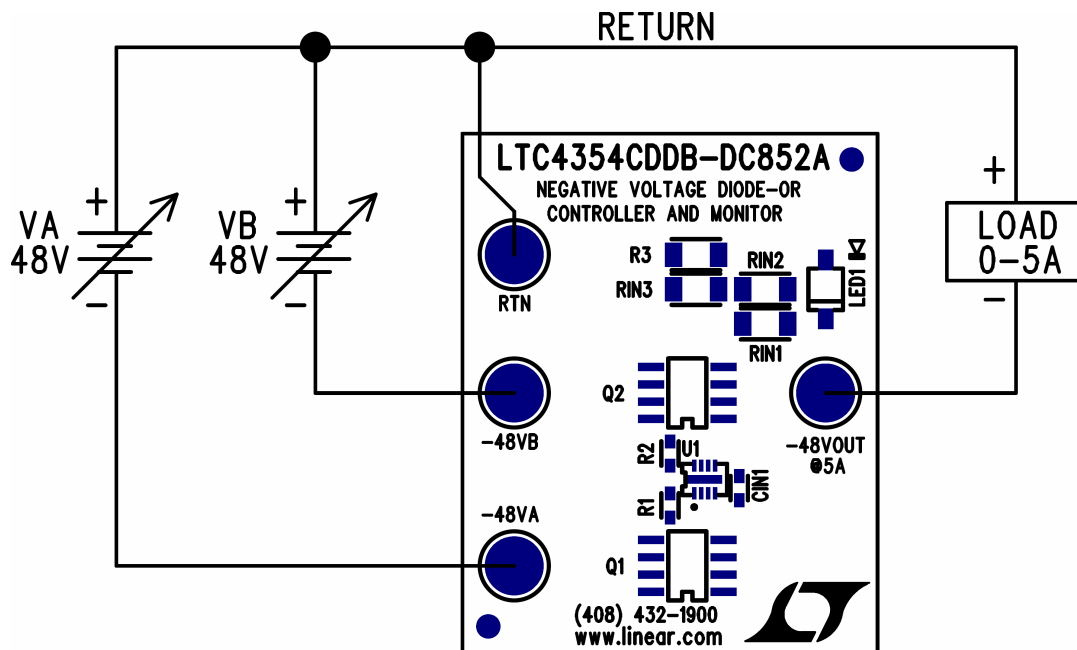 RETURN
LTC4354CDDB-DC852A
NEGATIVE VOLTAGE DIODE-OR
CONTROLLER AND MONITOR
+
VA
48V
-
+
VB
48V
-
+
LOAD
0-5A
-
RTN
R3
RIN3
RIN2
RIN1
LED1
Q2
-48VB
-48VOUT
@5A
R2
U1
CIN1
R1
-48VA
Q1
(408) 432-1900
www.linear.com